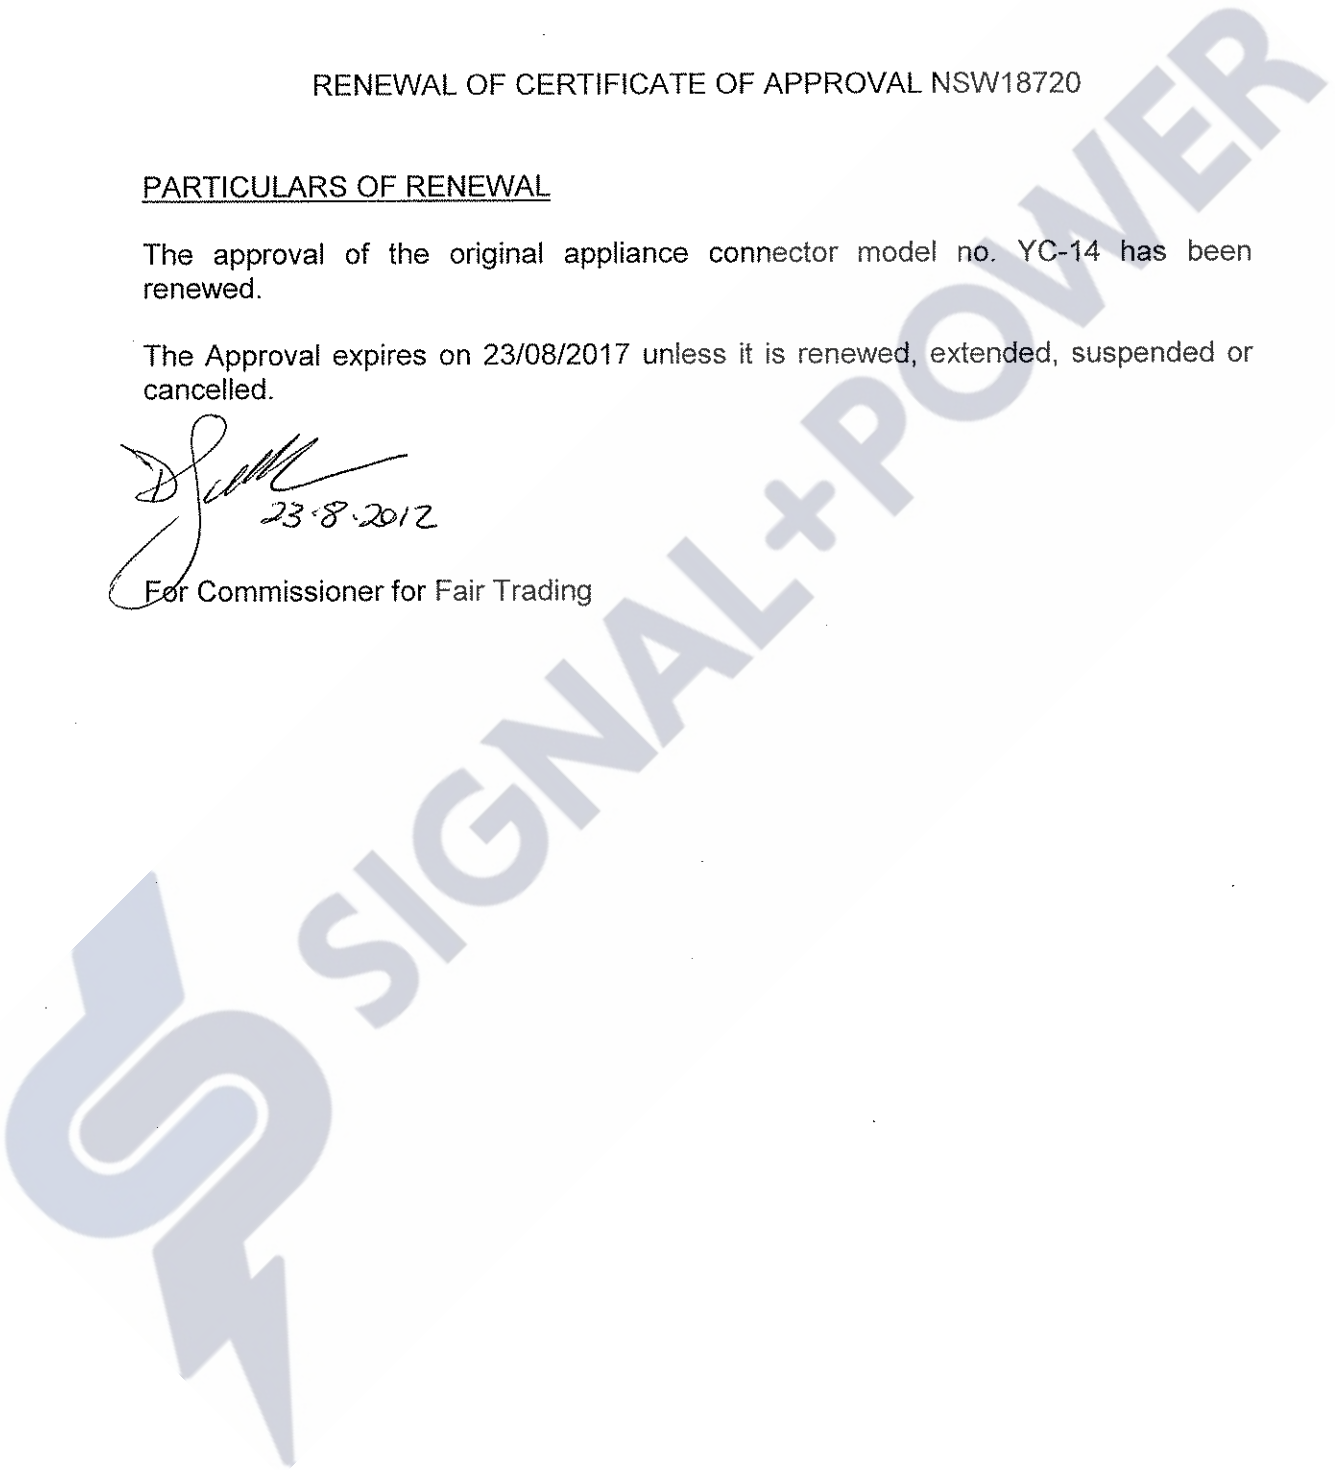 RENEWAL OF CERTIFICATE OF APPROVAL NSW18720
PARTICULARS OF RENEWAL
The approval of the original appliance connector model no. YC-14 has been
renewed.
The Approval expires on 23/08/2017 unless it is renewed, extended, suspended or
cancelled.
23.8.2012
For Commissioner for Fair Trading
SIGNAL+POWER